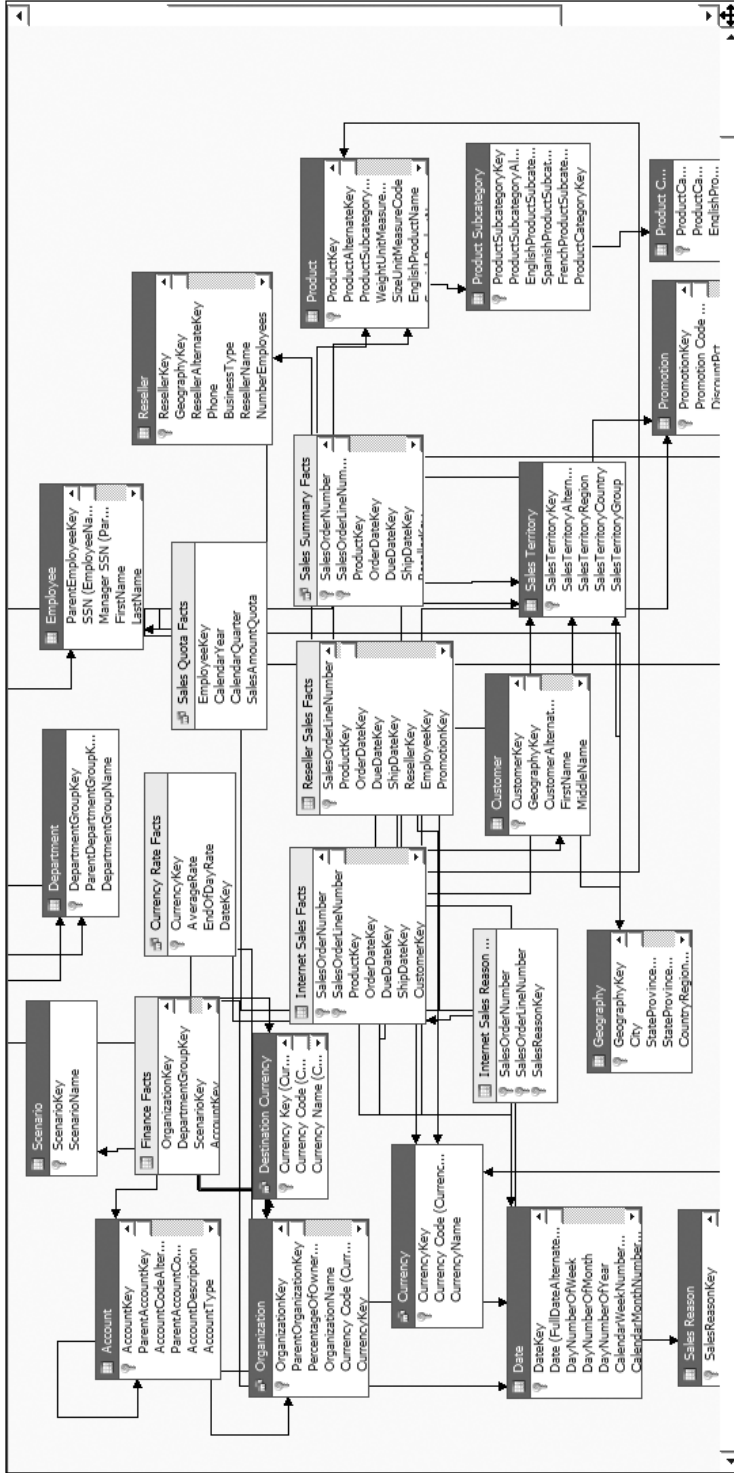 Account
AccountKey
ParentAccountKey
AccountCodeAlter...
ParentAccountCo...
AccountDescription
AccountType
Scenario
ScenarioKey
ScenarioName
Department
DepartmentGroupKey
ParentDepartmentGroupK...
DepartmentGroupName
Employee
ParentEmployeeKey
SSN (EmployeeNa...
Manager SSN (Par...
FirstName
LastName
Finance Facts
OrganizationKey
DepartmentGroupKey
ScenarioKey
AccountKey
Currency Rate Facts
CurrencyKey
AverageRate
EndOfDayRate
DateKey
Sales Quota Facts
EmployeeKey
CalendarYear
CalendarQuarter
SalesAmountQuota
Reseller
ResellerKey
GeographyKey
ResellerAlternateKey
Phone
BusinessType
ResellerName
NumberEmployees
Organization
OrganizationKey
ParentOrganizationKey
PercentageOfOwner...
OrganizationName
Currency Code (Curr...
CurrencyKey
Destination Currency
Currency Key (Cur...
Currency Code (C...
Currency Name (C...
Internet Sales Facts
SalesOrderNumber
SalesOrderLineNumber
ProductKey
OrderDateKey
DueDateKey
ShipDateKey
CustomerKey
Reseller Sales Facts
SalesOrderLineNumber
ProductKey
OrderDateKey
DueDateKey
ShipDateKey
ResellerKey
EmployeeKey
PromotionKey
Sales Summary Facts
SalesOrderNumber
SalesOrderLineNum...
ProductKey
OrderDateKey
DueDateKey
ShipDateKey
Product
ProductKey
ProductAlternateKey
ProductSubcategory...
WeightUnitMeasure...
SizeUnitMeasureCode
EnglishProductName
Currency
CurrencyKey
Currency Code (Currenc...
CurrencyName
Internet Sales Reason ...
SalesOrderNumber
SalesOrderLineNumber
SalesReasonKey
Customer
CustomerKey
GeographyKey
CustomerAlternat...
FirstName
MiddleName
Sales Territory
SalesTerritoryKey
SalesTerritoryAltern...
SalesTerritoryRegion
SalesTerritoryCountry
SalesTerritoryGroup
Product Subcategory
ProductSubcategoryKey
ProductSubcategoryAl...
EnglishProductSubcate...
SpanishProductSubcat...
FrenchProductSubcate...
ProductCategoryKey
Date
DateKey
Date (FullDateAlternate...
DayNumberOfWeek
DayNumberOfMonth
DayNumberOfYear
CalendarWeekNumber...
CalendarMonthNumber...
Geography
GeographyKey
City
StateProvince...
StateProvince...
CountryRegion...
Sales Reason
SalesReasonKey
Promotion
PromotionKey
Promotion Code ...
DiscountPct
Product C...
ProductCa...
ProductCa...
EnglishPro...